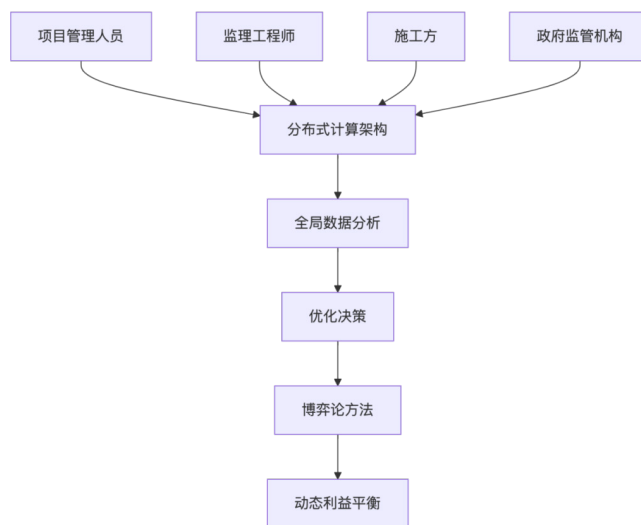 项目管理人员
监理工程师
施工方
政府监管机构
分布式计算架构
全局数据分析
优化决策
博弈论方法
动态利益平衡